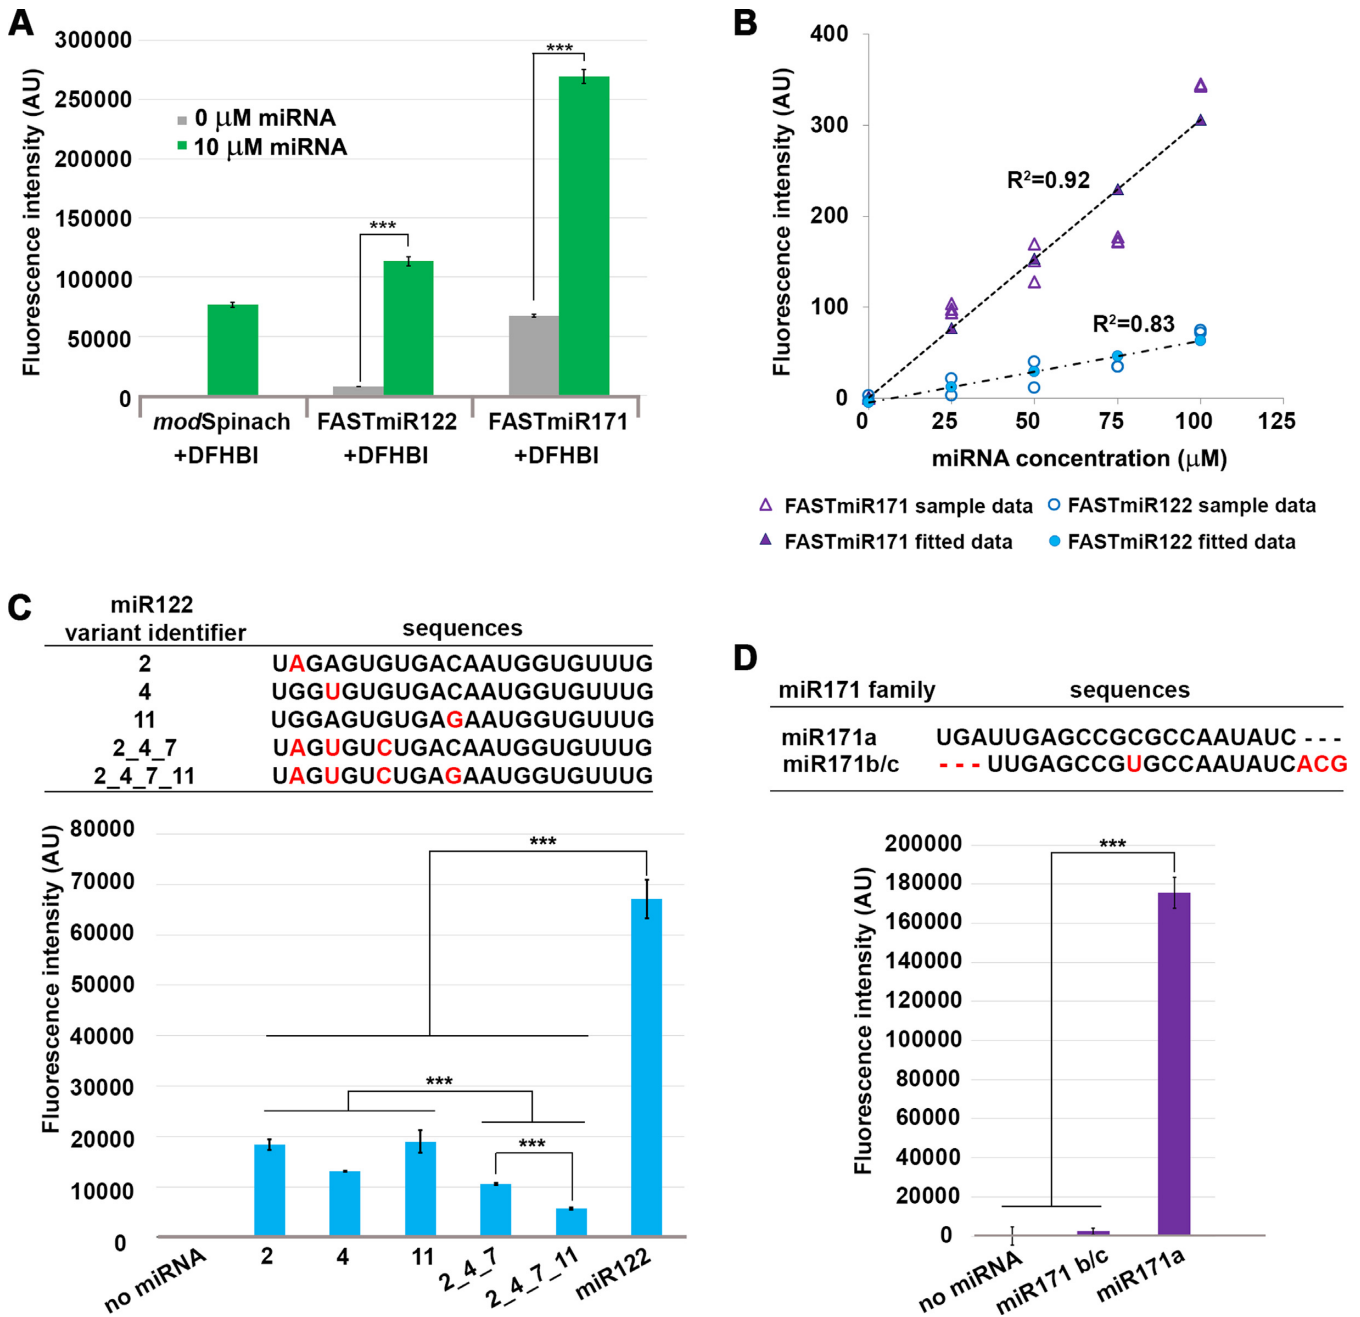 A
Fluorescence intensity (AU)
300000
250000
200000
150000
100000
50000
0
0 μM miRNA
10 μM miRNA
***
***
modSpinach
+DFHBI
FASTmiR122
+DFHBI
FASTmiR171
+DFHBI
B
Fluorescence intensity (AU)
400
300
200
100
0
R²=0.92
R²=0.83
0 25 50 75 100 125
miRNA concentration (μM)
FASTmiR171 sample data
FASTmiR122 sample data
FASTmiR171 fitted data
FASTmiR122 fitted data
C
miR122
variant identifier
sequences
2 UAGAGUGUGACAAUGGUGUUUG
4 UGGUGUGUGACAAUGGUGUUUG
11 UGGAGUGUGAGAAUGGUGUUUG
2_4_7 UAGUGUCUGACAAUGGUGUUUG
2_4_7_11 UAGUGUCUGAGAAUGGUGUUUG
Fluorescence intensity (AU)
80000
70000
60000
50000
40000
30000
20000
10000
0
***
***
***
no miRNA
2
4
11
2_4_7
2_4_7_11
miR122
D
miR171 family sequences
miR171a UGAUUGAGCCGCGCCAAUAUC - - -
miR171b/c - - - UUGAGCCGUGCCAAUAUCACG
Fluorescence intensity (AU)
200000
180000
160000
140000
120000
100000
80000
60000
40000
20000
0
***
no miRNA
miR171 b/c
miR171a